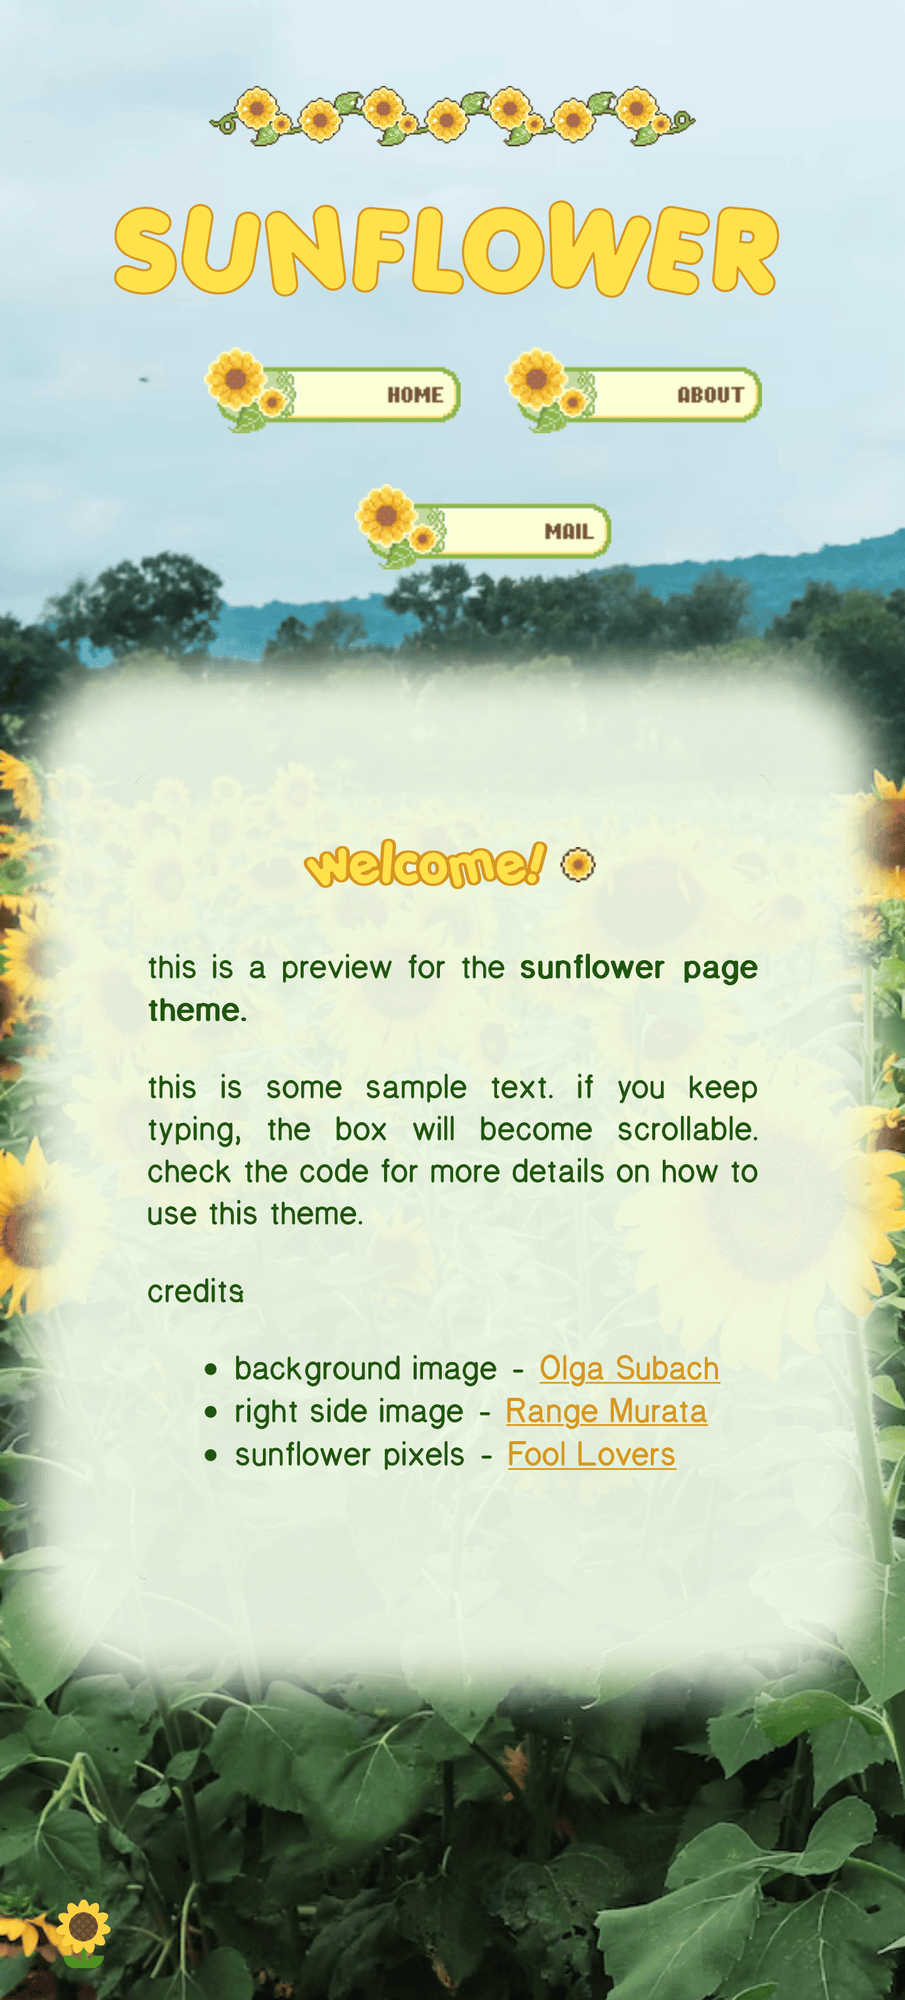 SUNFLOWER
HOME
ABOUT
MAIL
welcome!
this is a preview for the sunflower page
theme.
this is some sample text. if you keep
typing, the box will become scrollable.
check the code for more details on how to
use this theme.
credits:
background image - Olga Subach
right side image - Range Murata
sunflower pixels - Fool Lovers